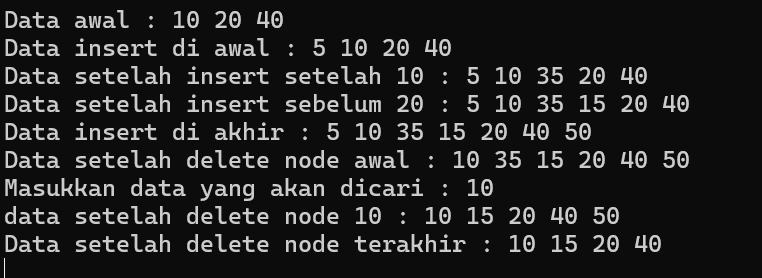 Data awal : 10 20 40
Data insert di awal : 5 10 20 40
Data setelah insert setelah 10 : 5 10 35 20 40
Data setelah insert sebelum 20 : 5 10 35 15 20 40
Data insert di akhir : 5 10 35 15 20 40 50
Data setelah delete node awal : 10 35 15 20 40 50
Masukkan data yang akan dicari : 10
data setelah delete node 10 : 10 15 20 40 50
Data setelah delete node terakhir : 10 15 20 40